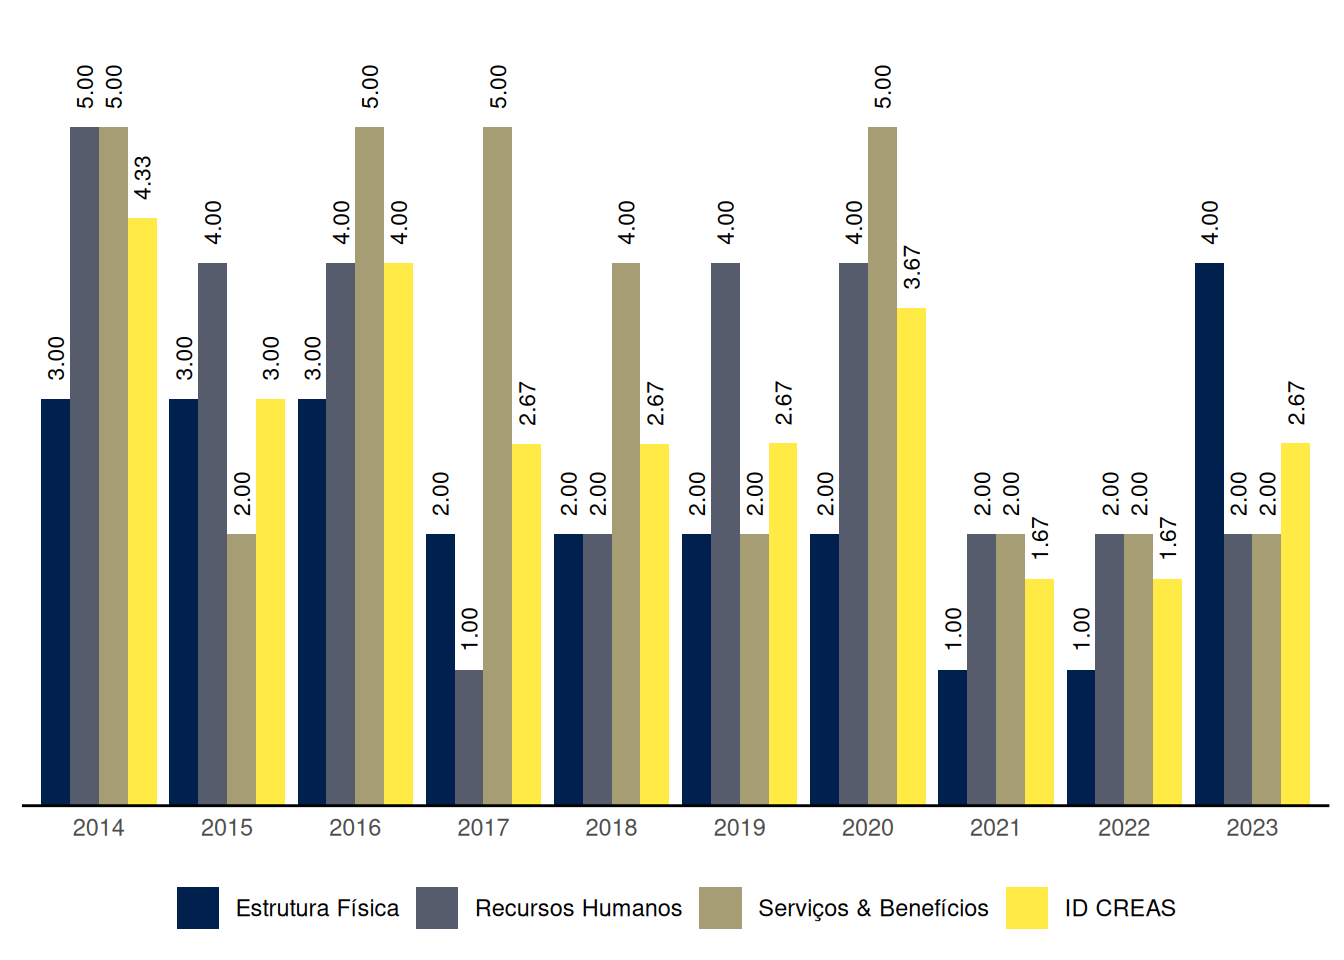 5.00 5.00 5.00 5.00 5.00
4.33 4.00 4.00 4.00 4.00 4.00 4.00 4.00
3.67
3.00 3.00 3.00 3.00 2.67 2.67 2.67 2.67
2.00 2.00 2.00 2.00 2.00 2.00 2.00 2.00 2.00 2.00 2.00 2.00 2.00
1.67 1.67
1.00 1.00 1.00
2014 2015 2016 2017 2018 2019 2020 2021 2022 2023
Estrutura Física Recursos Humanos Serviços & Benefícios ID CREAS